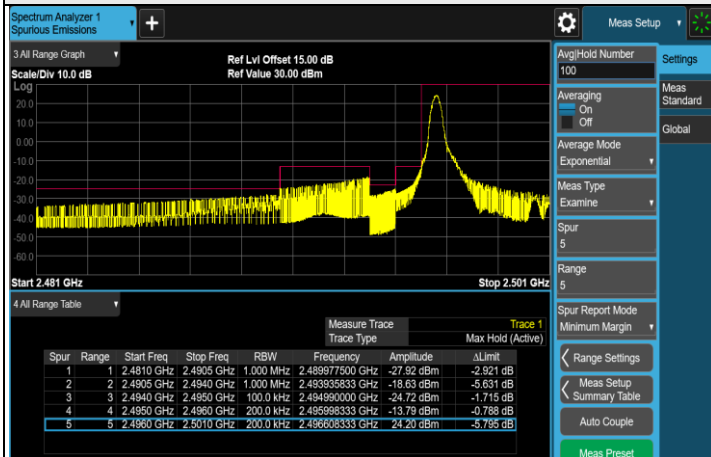 Spectrum Analyzer 1
Spurious Emissions
+
Meas Setup
3 All Range Graph
Ref Lvl Offset 15.00 dB
Scale/Div 10.0 dB
Ref Value 30.00 dBm
Log
20.0
10.0
0.00
-10.0
-20.0
-30.0
-40.0
-50.0
-60.0
Start 2.481 GHz
Stop 2.501 GHz
4 All Range Table
Measure Trace Trace 1
Trace Type Max Hold (Active)
Spur Range Start Freq Stop Freq RBW Frequency Amplitude ΔLimit
1 1 2.4810 GHz 2.4905 GHz 1.000 MHz 2.489977500 GHz -27.92 dBm -2.921 dB
2 2 2.4905 GHz 2.4940 GHz 1.000 MHz 2.493935833 GHz -18.63 dBm -5.631 dB
3 3 2.4940 GHz 2.4950 GHz 100.0 kHz 2.494990000 GHz -24.72 dBm -1.715 dB
4 4 2.4950 GHz 2.4960 GHz 200.0 kHz 2.495998333 GHz -13.79 dBm -0.788 dB
5 5 2.4960 GHz 2.5010 GHz 200.0 kHz 2.496608333 GHz 24.20 dBm -5.795 dB
Avg|Hold Number
100
Averaging
On
Off
Average Mode
Exponential
Meas Type
Examine
Spur
5
Range
5
Spur Report Mode
Minimum Margin
Range Settings
Meas Setup
Summary Table
Auto Couple
Meas Preset
Settings
Meas
Standard
Global